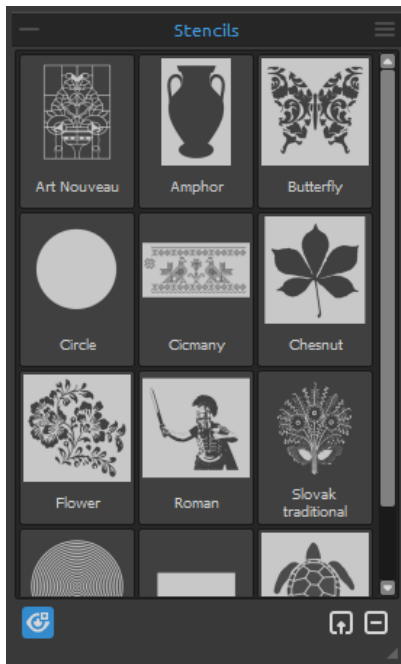 Stencils
Art Nouveau
Amphor
Butterfly
Circle
Cicmany
Chesnut
Flower
Roman
Slovak
traditional